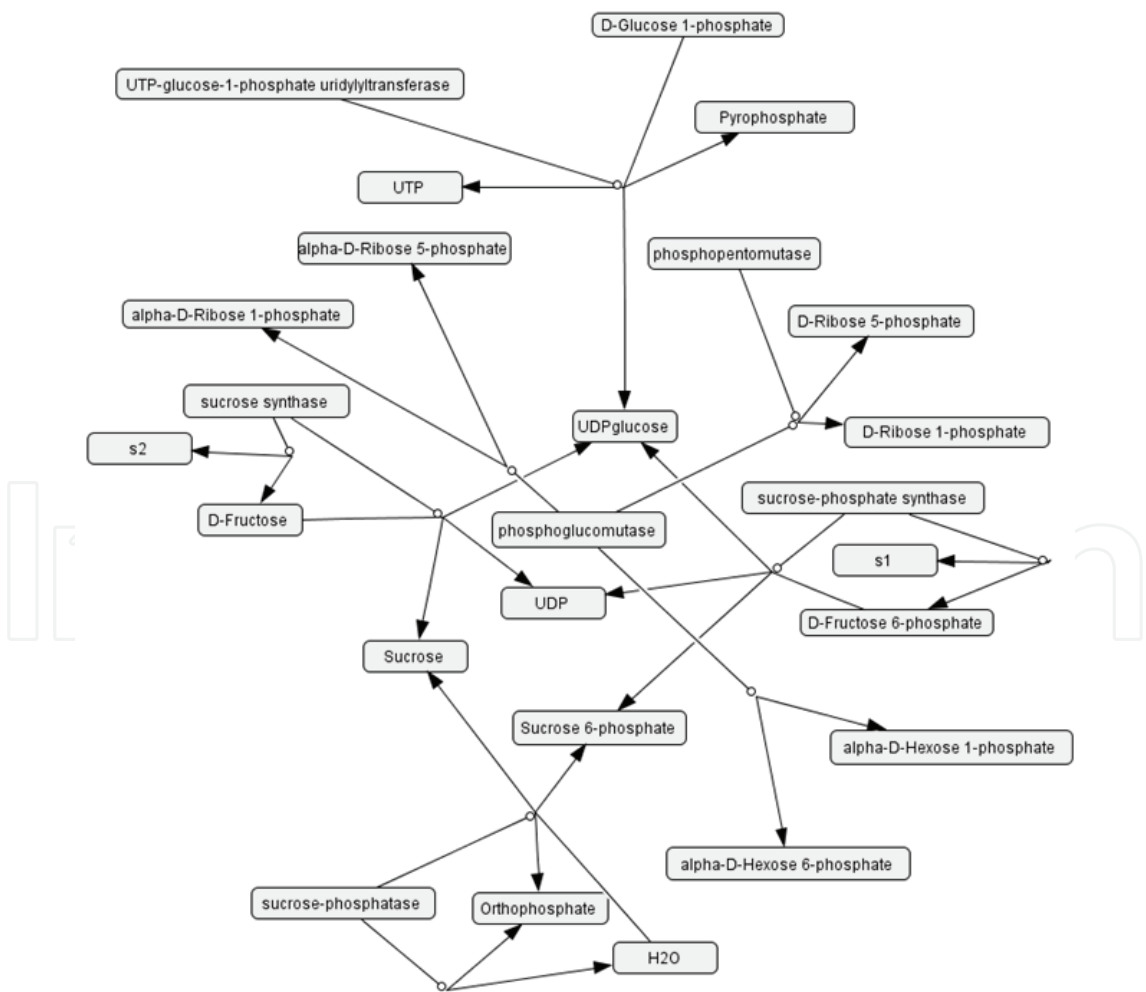 D-Glucose 1-phosphate
UTP-glucose-1-phosphate uridylyltransferase
Pyrophosphate
UTP
alpha-D-Ribose 5-phosphate
phosphopentomutase
alpha-D-Ribose 1-phosphate
D-Ribose 5-phosphate
sucrose synthase
UDPglucose
D-Ribose 1-phosphate
s2
sucrose-phosphate synthase
D-Fructose
phosphoglucomutase
s1
UDP
D-Fructose 6-phosphate
Sucrose
Sucrose 6-phosphate
alpha-D-Hexose 1-phosphate
alpha-D-Hexose 6-phosphate
sucrose-phosphatase
Orthophosphate
H2O